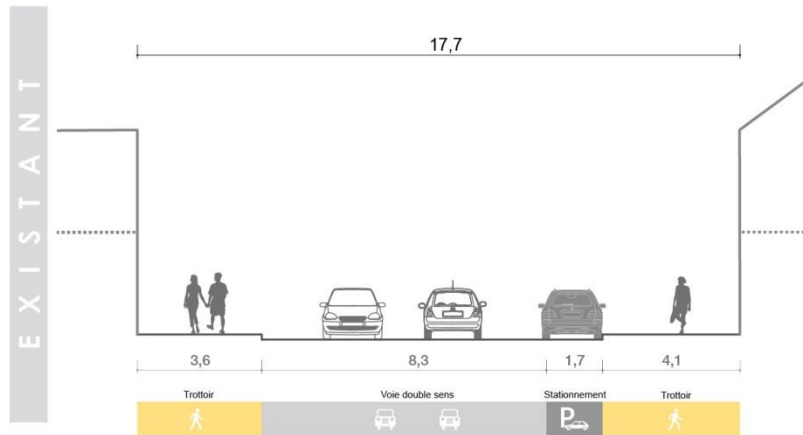 EXISTANT
17,7
3,6 8,3 1,7 4,1
Trottoir Voie double sens Stationnement Trottoir
P